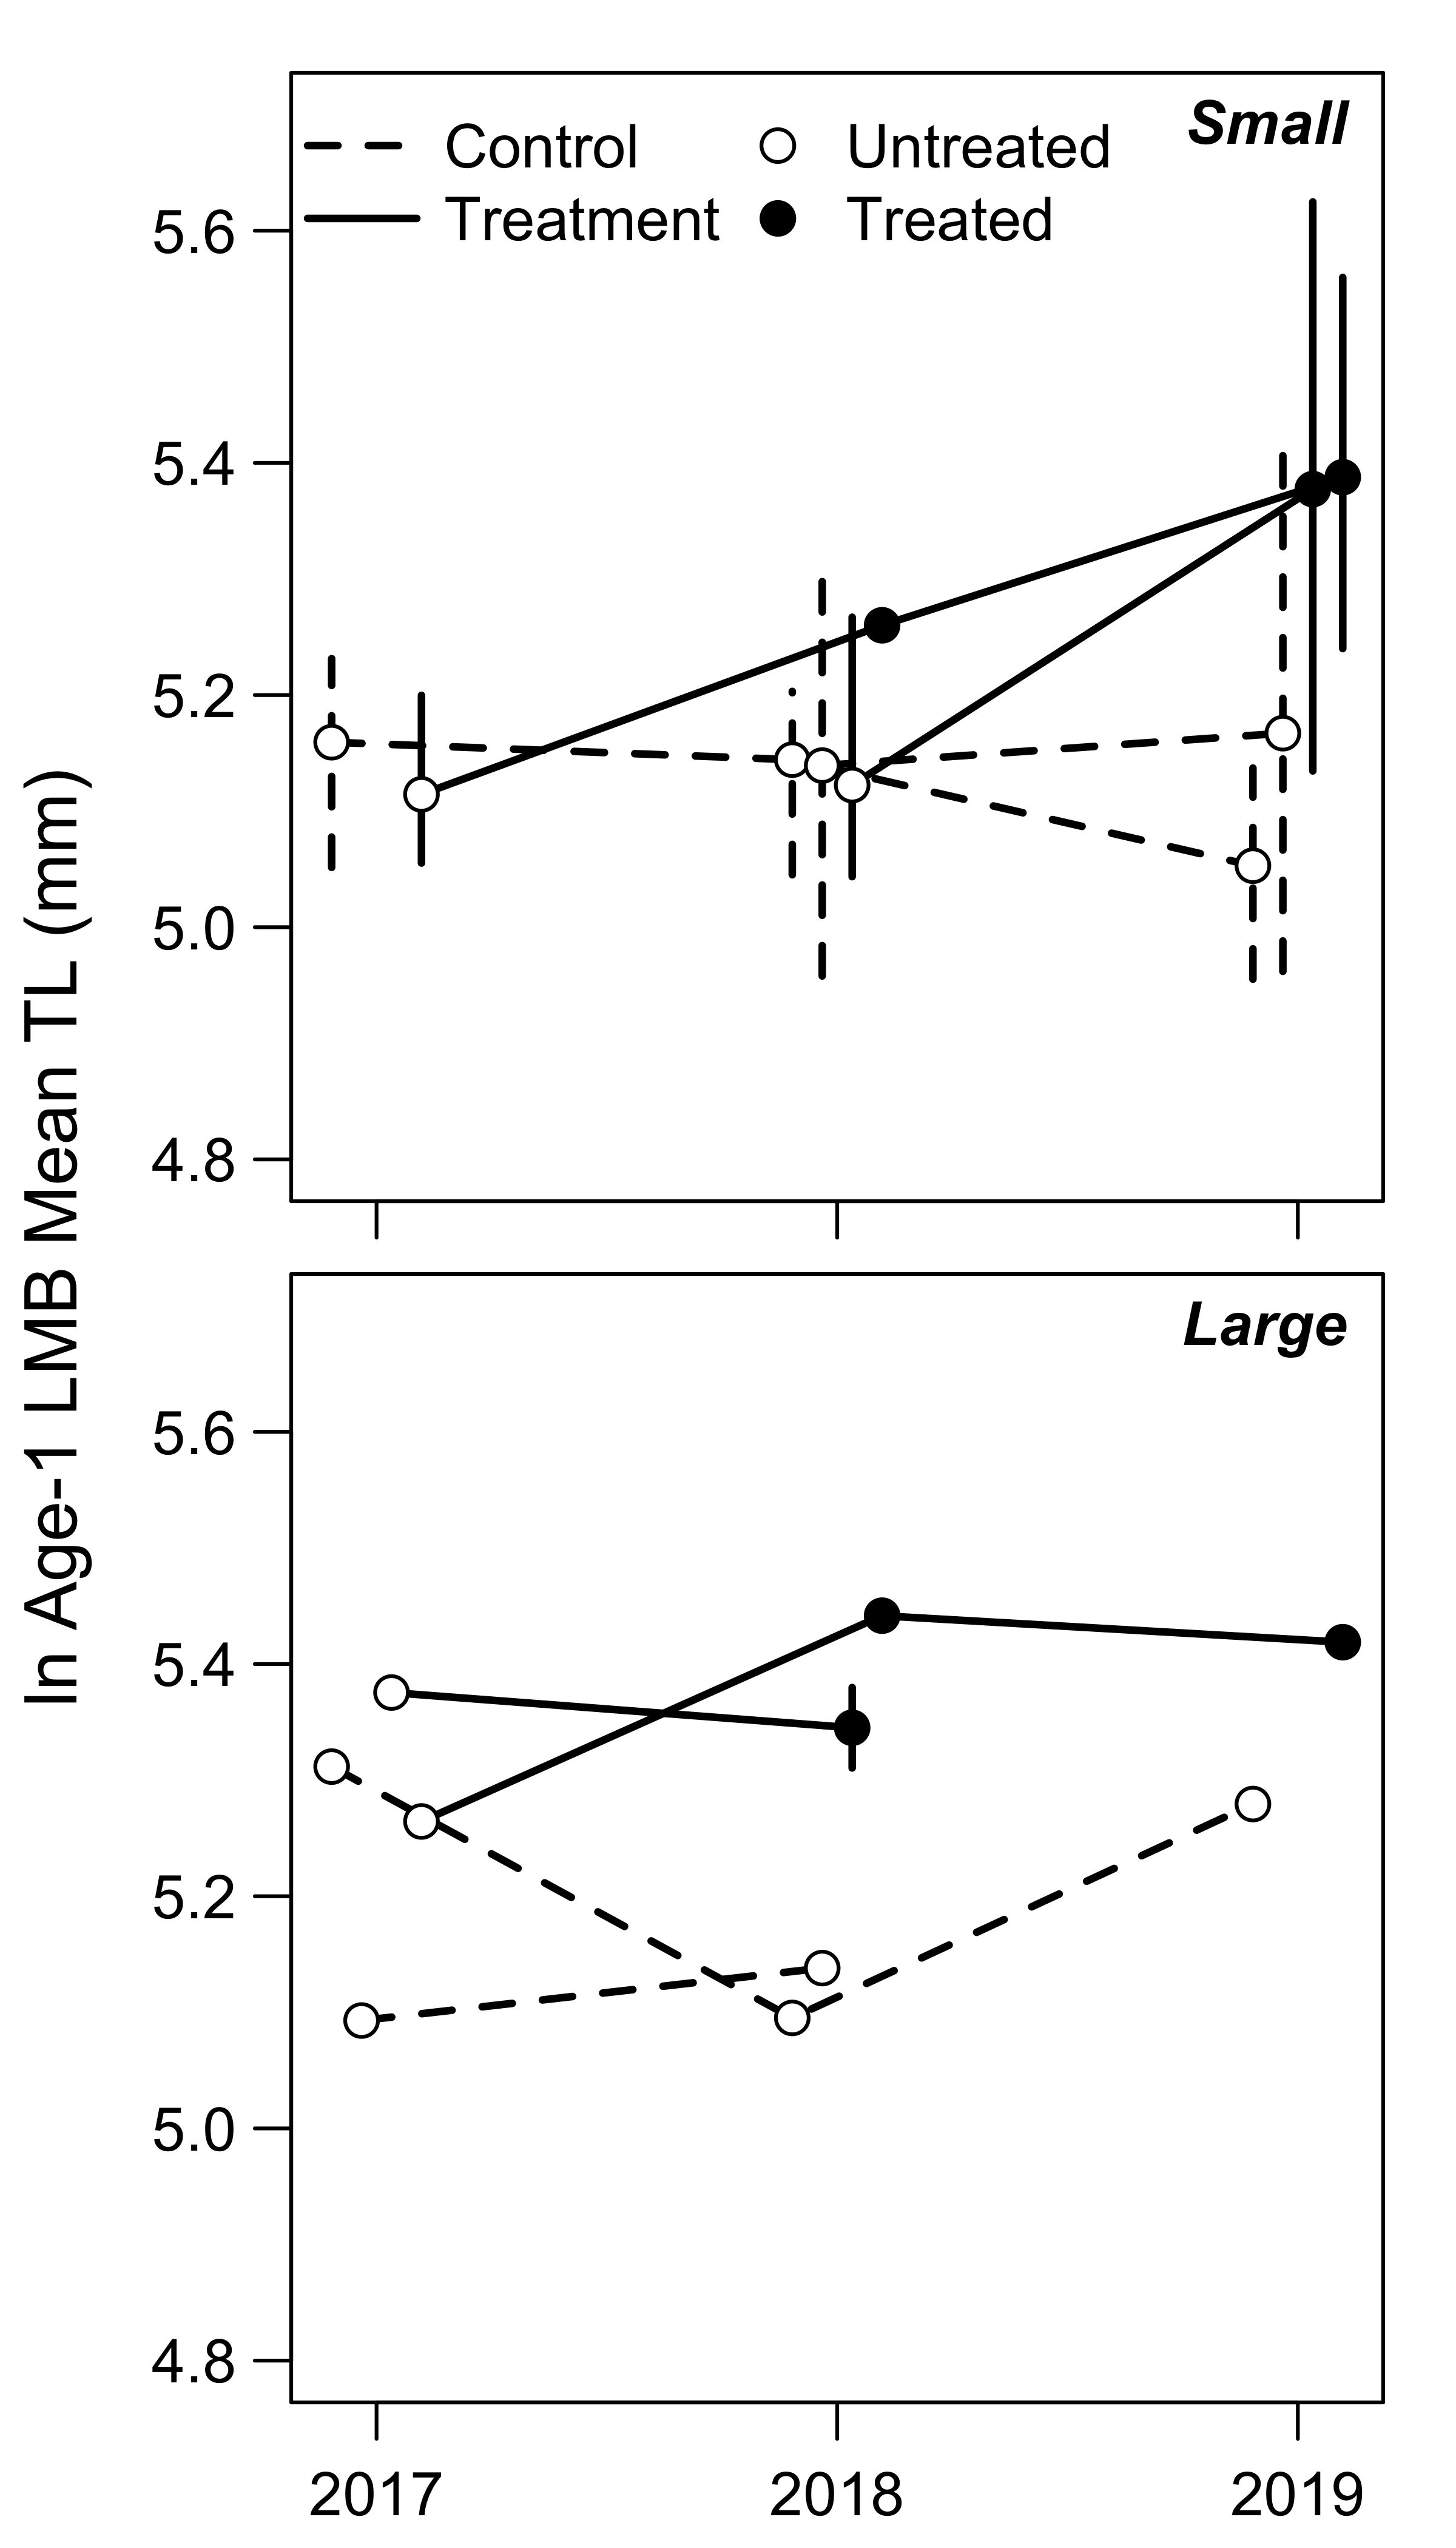 ln Age-1 LMB Mean TL (mm)
Small
Control
Untreated
Treatment
Treated
5.6
5.4
5.2
5.0
4.8
Large
5.6
5.4
5.2
5.0
4.8
2017
2018
2019